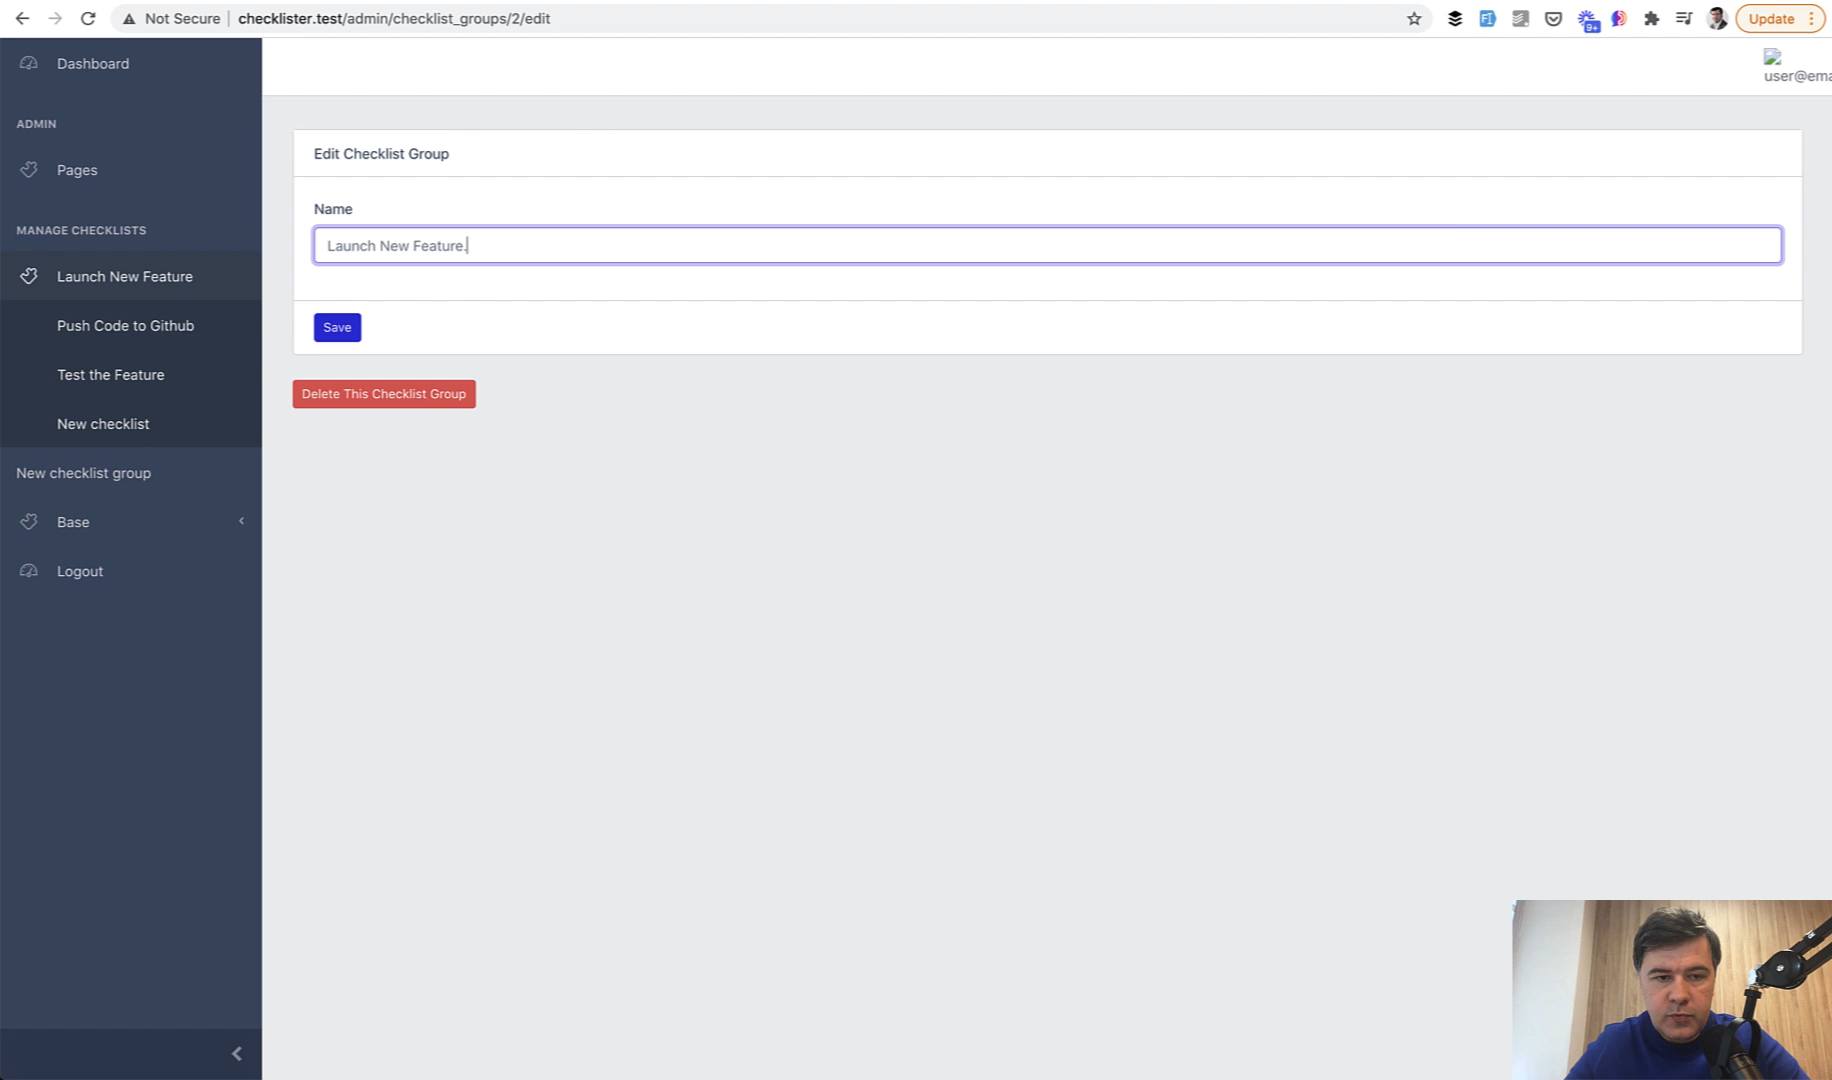 Not Secure
checklister.test/admin/checklist_groups/2/edit
9+
Update
Dashboard
user@ema
ADMIN
Pages
MANAGE CHECKLISTS
Launch New Feature
Push Code to Github
Test the Feature
New checklist
New checklist group
Base
Logout
Edit Checklist Group
Name
Launch New Feature.
Save
Delete This Checklist Group